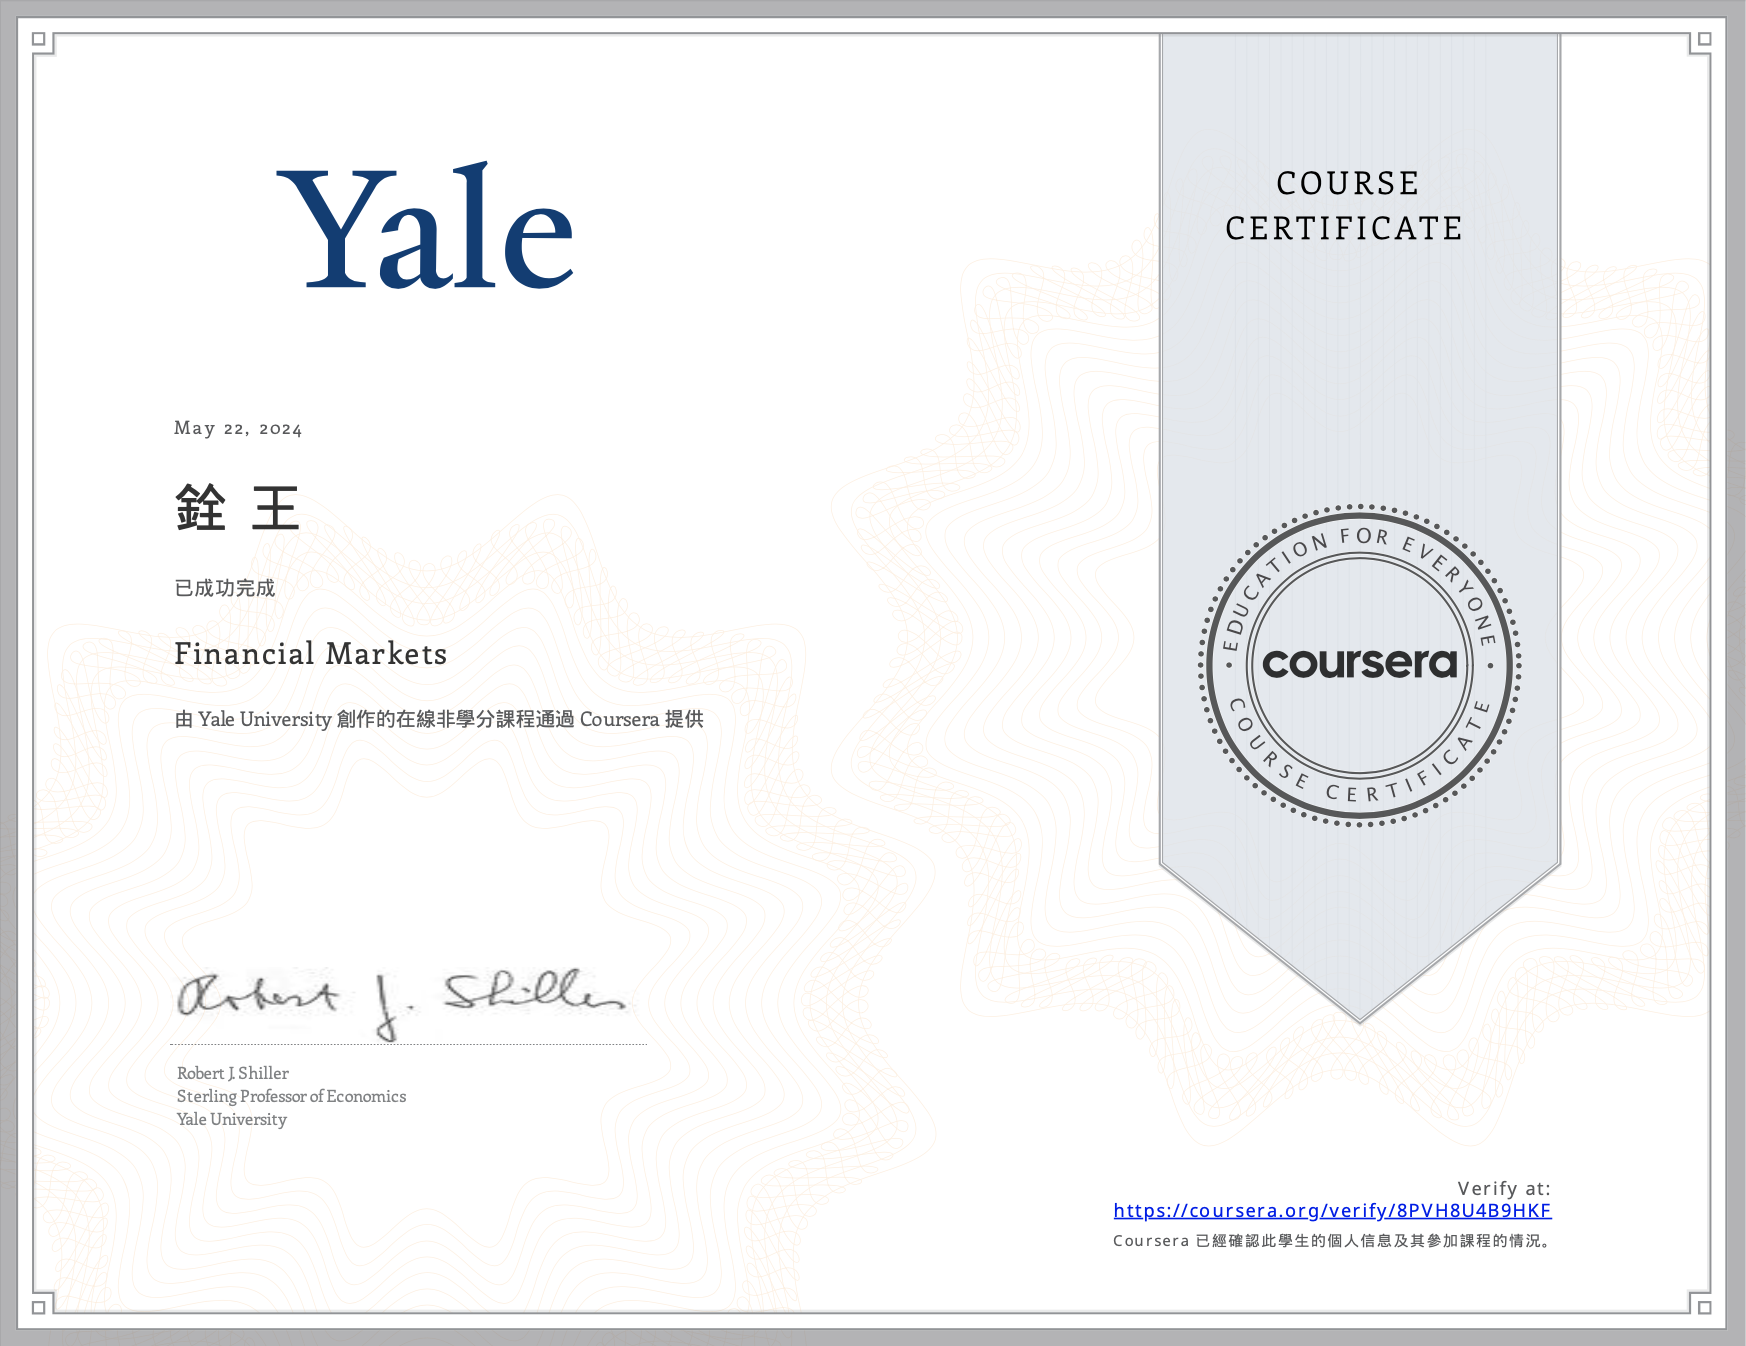 Yale
May 22, 2024
銓 王
已成功完成
Financial Markets
由 Yale University 創作的在線非學分課程通過 Coursera 提供
Robert J. Shiller
Robert J. Shiller
Sterling Professor of Economics
Yale University
COURSE
CERTIFICATE
EDUCATION FOR EVERYONE
coursera
COURSE CERTIFICATE
Verify at:
https://coursera.org/verify/8PVH8U4B9HKF
Coursera 已經確認此學生的個人信息及其參加課程的情況。